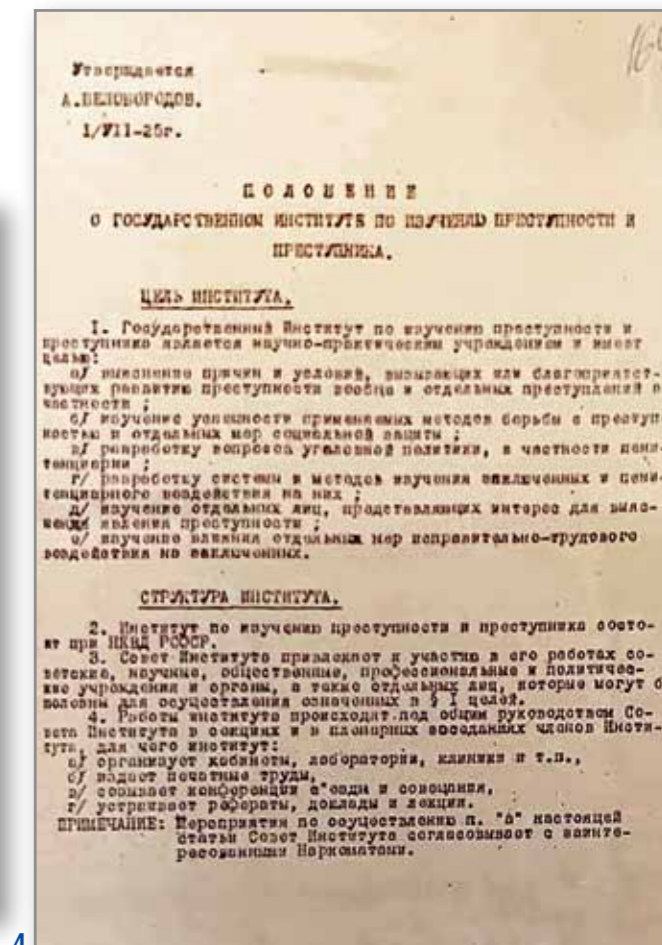 164
Утверждается
А.БЕЛОБОРОДОВ.
1/VII-25г.
ПОЛОЖЕНИЕ
О ГОСУДАРСТВЕННОМ ИНСТИТУТЕ ПО ИЗУЧЕНИЮ ПРЕСТУПНОСТИ И
ПРЕСТУПНИКА.
ЦЕЛЬ ИНСТИТУТА.
I. Государственный Институт по изучению преступности и
преступника является научно-практическим учреждением и имеет
целью:
а/ выяснение причин и условий, вызывающих или благоприятст-
вующих развитию преступности вообще и отдельных преступлений в
частности ;
б/ изучение успешности применяемых методов борьбы с преступ-
ностью и отдельных мер социальной защиты ;
в/ разработку вопросов уголовной политики, в частности пени-
тенциарии ;
г/ разработку системы и методов изучения заключенных и пени-
тенциарного воздействия на них ;
д/ изучение отдельных лиц, представляющих интерес для выяс-
нения явления преступности ;
е/ изучение влияния отдельных мер исправительно-трудового
воздействия на заключенных.
СТРУКТУРА ИНСТИТУТА.
2. Институт по изучению преступности и преступника состо-
ит при НКВД РСФСР.
3. Совет Института привлекает к участию в его работах со-
ветские, научные, общественные, профессиональные и политичес-
кие учреждения и органы, а также отдельных лиц, которые могут б
полезны для осуществления означенных в § I целей.
4. Работы института происходят под общим руководством Со-
вета Института в секциях и в пленарных заседаниях членов Инсти-
тута, для чего институт:
а/ организует кабинеты, лаборатории, клиники и т.п.,
б/ издает печатные труды,
в/ созывает конференции с"езды и совещания,
г/ устраивает рефераты, доклады и лекции.
ПРИМЕЧАНИЕ: Мероприятия по осуществлению п. "а" настоящей
статьи Совет Института согласовывает с заинте-
ресованными Наркоматами.
4